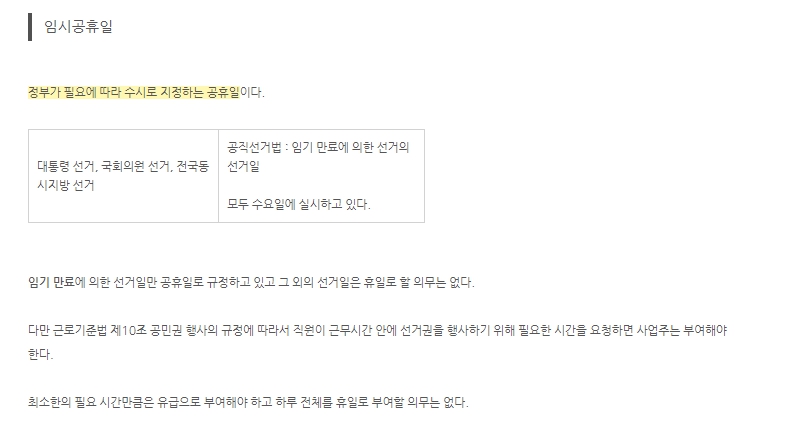 임시공휴일
정부가 필요에 따라 수시로 지정하는 공휴일이다.
대통령 선거, 국회의원 선거, 전국동
시지방 선거
공직선거법 : 임기 만료에 의한 선거의
선거일
모두 수요일에 실시하고 있다.
임기 만료에 의한 선거일만 공휴일로 규정하고 있고 그 외의 선거일은 휴일로 할 의무는 없다.
다만 근로기준법 제10조 공민권 행사의 규정에 따라서 직원이 근무시간 안에 선거권을 행사하기 위해 필요한 시간을 요청하면 사업주는 부여해야
한다.
최소한의 필요 시간만큼은 유급으로 부여해야 하고 하루 전체를 휴일로 부여할 의무는 없다.